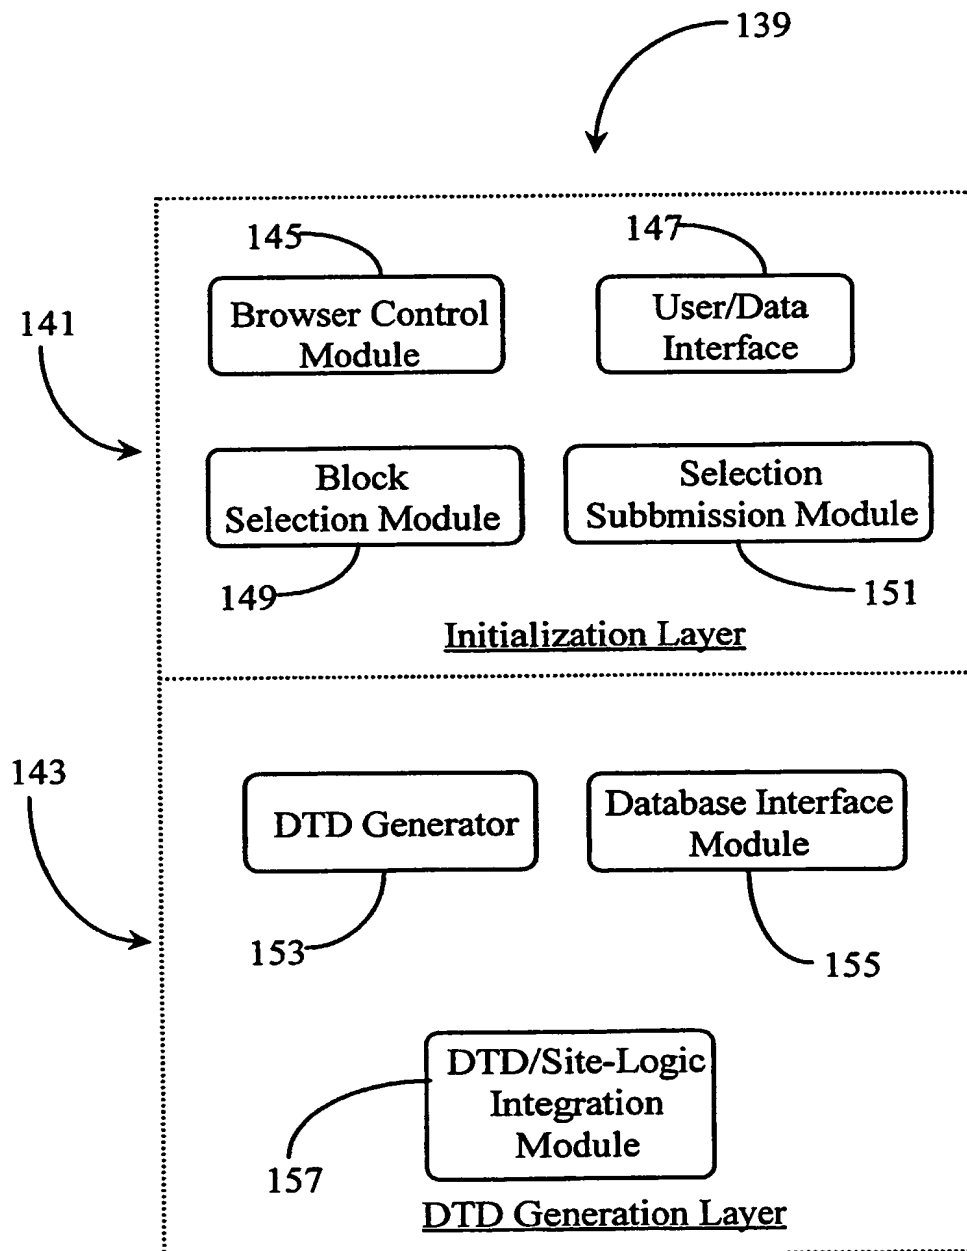 139
145
147
Browser Control
Module
User/Data
Interface
141
Block
Selection Module
Selection
Subbmission Module
149
151
Initialization Layer
143
DTD Generator
Database Interface
Module
153
155
DTD/Site-Logic
Integration
Module
157
DTD Generation Layer